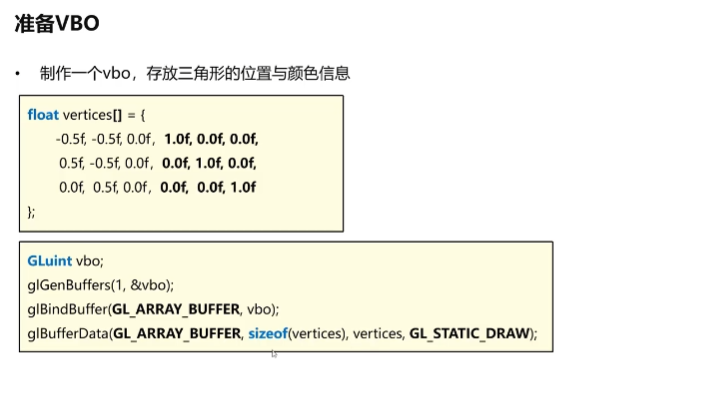 准备VBO
• 制作一个vbo，存放三角形的位置与颜色信息
float vertices[] = {
-0.5f, -0.5f, 0.0f, 1.0f, 0.0f, 0.0f,
0.5f, -0.5f, 0.0f, 0.0f, 1.0f, 0.0f,
0.0f, 0.5f, 0.0f, 0.0f, 0.0f, 1.0f
};
GLuint vbo;
glGenBuffers(1, &vbo);
glBindBuffer(GL_ARRAY_BUFFER, vbo);
glBufferData(GL_ARRAY_BUFFER, sizeof(vertices), vertices, GL_STATIC_DRAW);